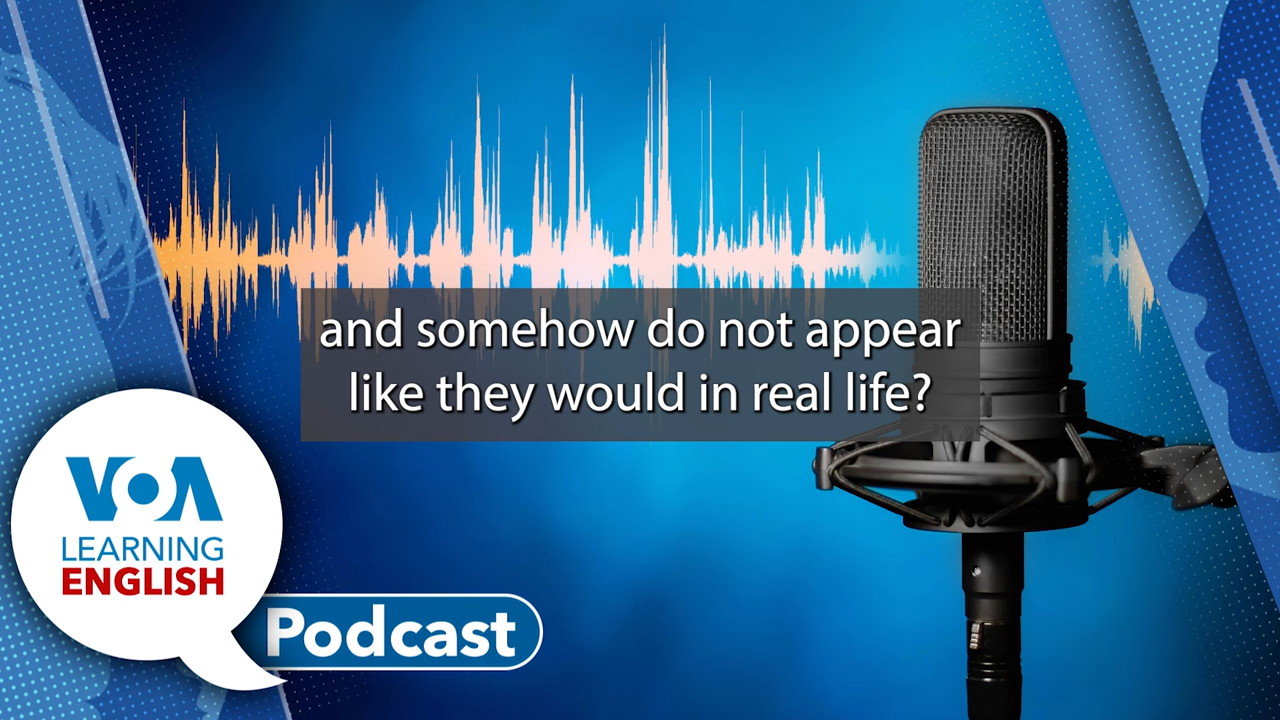 and somehow do not appear
like they would in real life?
VOA
LEARNING
ENGLISH
Podcast